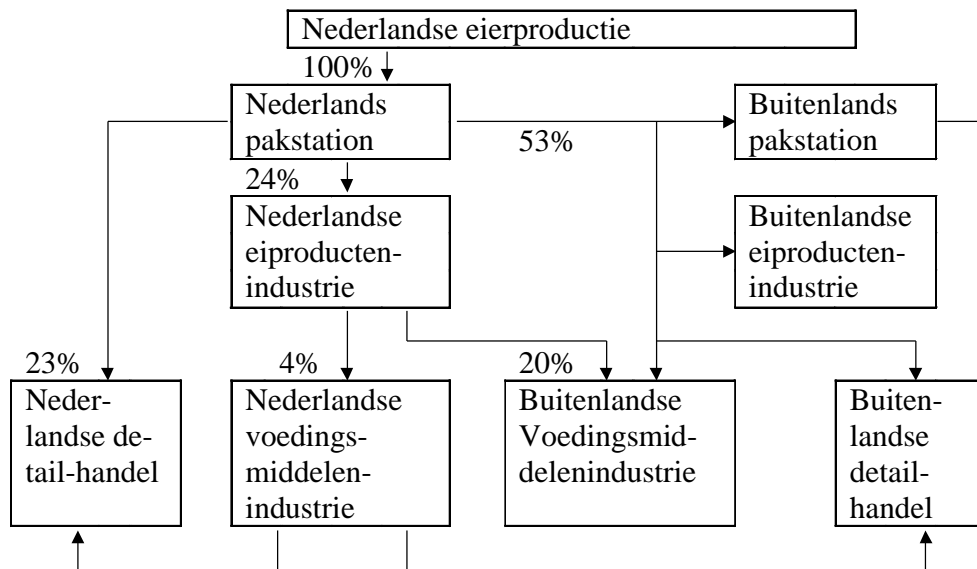 Nederlandse eierproductie
100%
Nederlands
pakstation
Buitenlands
pakstation
53%
24%
Nederlandse
eiproducten-
industrie
Buitenlandse
eiproducten-
industrie
23%
4%
20%
Neder-
landse de-
tail-handel
Nederlandse
voedings-
middelen-
industrie
Buitenlandse
Voedingsmid-
delenindustrie
Buiten-
landse
detail-
handel